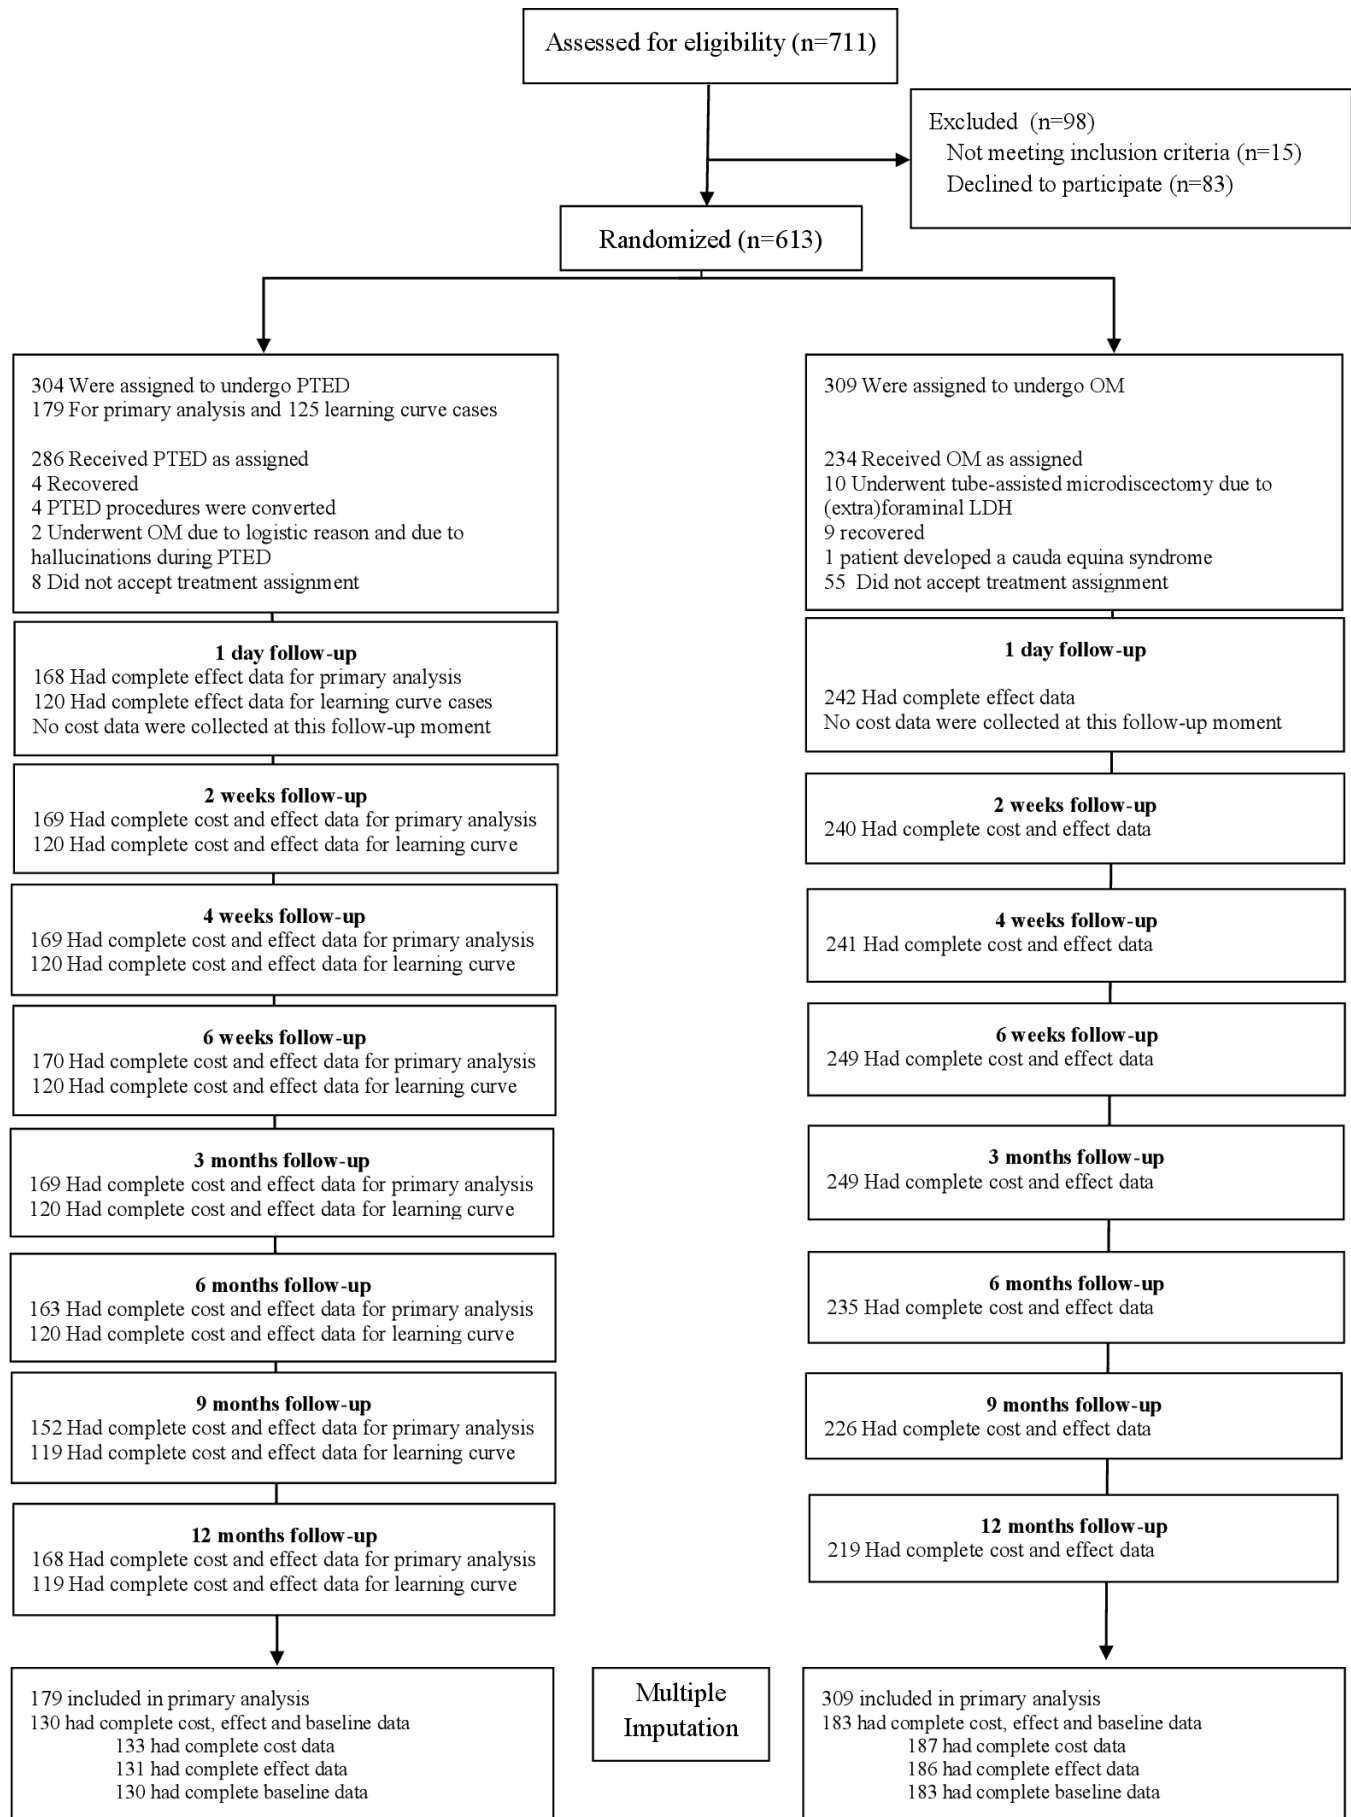 Assessed for eligibility (n=711)
Excluded (n=98)
Not meeting inclusion criteria (n=15)
Declined to participate (n=83)
Randomized (n=613)
304 Were assigned to undergo PTED
179 For primary analysis and 125 learning curve cases
286 Received PTED as assigned
4 Recovered
4 PTED procedures were converted
2 Underwent OM due to logistic reason and due to
hallucinations during PTED
8 Did not accept treatment assignment
309 Were assigned to undergo OM
234 Received OM as assigned
10 Underwent tube-assisted microdiscectomy due to
(extra)foraminal LDH
9 recovered
1 patient developed a cauda equina syndrome
55 Did not accept treatment assignment
1 day follow-up
168 Had complete effect data for primary analysis
120 Had complete effect data for learning curve cases
No cost data were collected at this follow-up moment
1 day follow-up
242 Had complete effect data
No cost data were collected at this follow-up moment
2 weeks follow-up
169 Had complete cost and effect data for primary analysis
120 Had complete cost and effect data for learning curve
2 weeks follow-up
240 Had complete cost and effect data
4 weeks follow-up
169 Had complete cost and effect data for primary analysis
120 Had complete cost and effect data for learning curve
4 weeks follow-up
241 Had complete cost and effect data
6 weeks follow-up
170 Had complete cost and effect data for primary analysis
120 Had complete cost and effect data for learning curve
6 weeks follow-up
249 Had complete cost and effect data
3 months follow-up
169 Had complete cost and effect data for primary analysis
120 Had complete cost and effect data for learning curve
3 months follow-up
249 Had complete cost and effect data
6 months follow-up
163 Had complete cost and effect data for primary analysis
120 Had complete cost and effect data for learning curve
6 months follow-up
235 Had complete cost and effect data
9 months follow-up
152 Had complete cost and effect data for primary analysis
119 Had complete cost and effect data for learning curve
9 months follow-up
226 Had complete cost and effect data
12 months follow-up
168 Had complete cost and effect data for primary analysis
119 Had complete cost and effect data for learning curve
12 months follow-up
219 Had complete cost and effect data
179 included in primary analysis
130 had complete cost, effect and baseline data
133 had complete cost data
131 had complete effect data
130 had complete baseline data
Multiple
Imputation
309 included in primary analysis
183 had complete cost, effect and baseline data
187 had complete cost data
186 had complete effect data
183 had complete baseline data